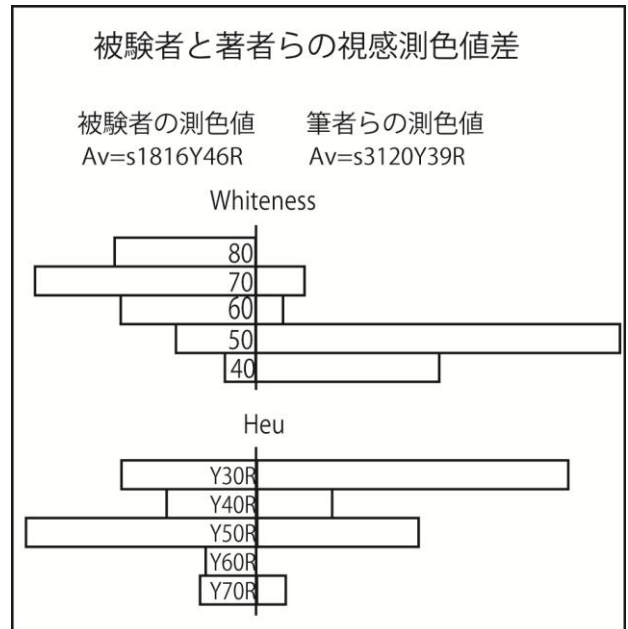 被験者と著者らの視感測色値差
被験者の測色値 筆者らの測色値
Av=s1816Y46R Av=s3120Y39R
Whiteness
80
70
60
50
40
Heu
Y30R
Y40R
Y50R
Y60R
Y70R